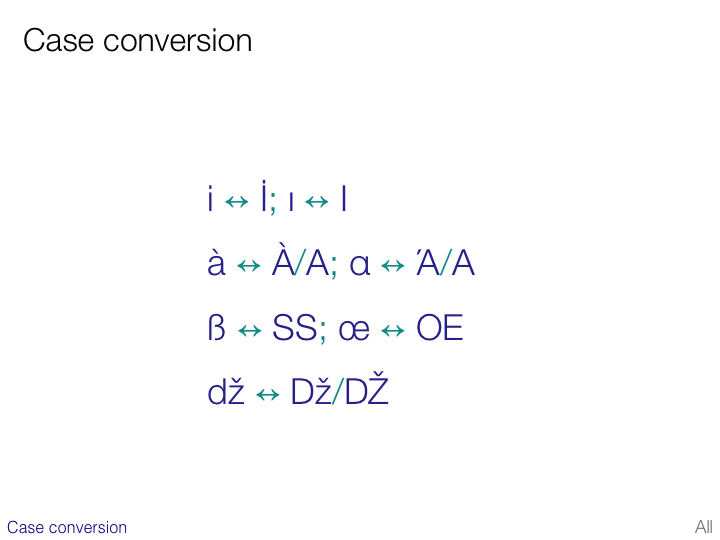 Case conversion
i ↔ İ; ı ↔ I
à ↔ À/A; α ↔ Ά/Α
ß ↔ SS; œ ↔ OE
dž ↔ Dž/DŽ
Case conversion
All